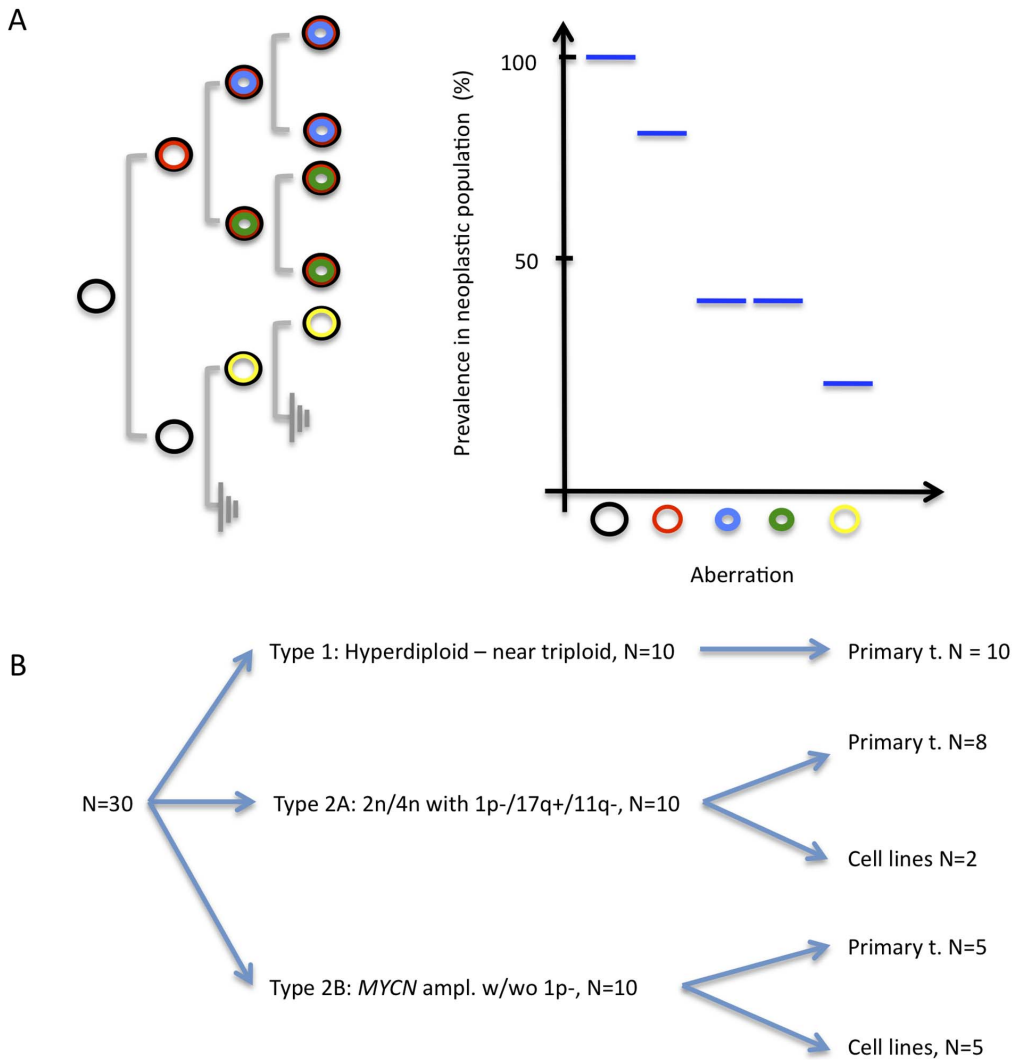 A
Prevalence in neoplastic population (%)
100
50
Aberration
B
N=30
Type 1: Hyperdiploid – near triploid, N=10
Primary t. N = 10
Type 2A: 2n/4n with 1p-/17q+/11q-, N=10
Primary t. N=8
Cell lines N=2
Type 2B: MYCN ampl. w/wo 1p-, N=10
Primary t. N=5
Cell lines, N=5